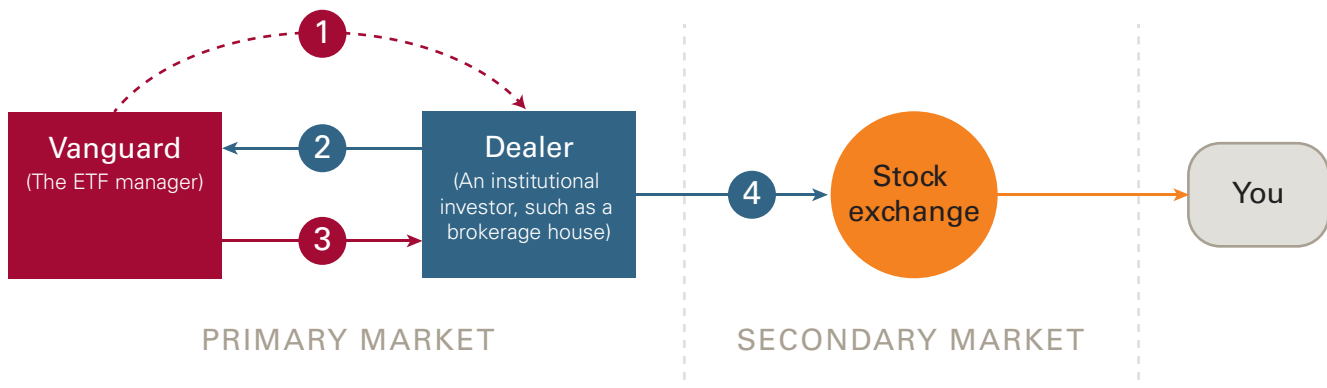 1
Vanguard
(The ETF manager)
2
3
Dealer
(An institutional
investor, such as a
brokerage house)
4
Stock
exchange
You
PRIMARY MARKET
SECONDARY MARKET